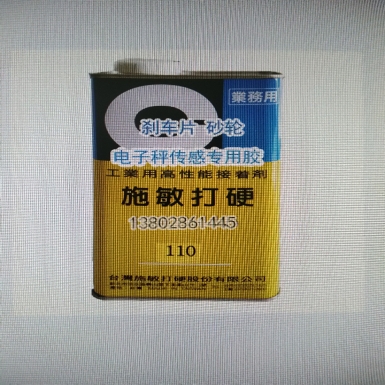 業務用
刹车片 砂轮
电子秤传感专用胶
工業用高性能接着劑
施敏打硬
13802861445
110
台灣施敏打硬股份有限公司